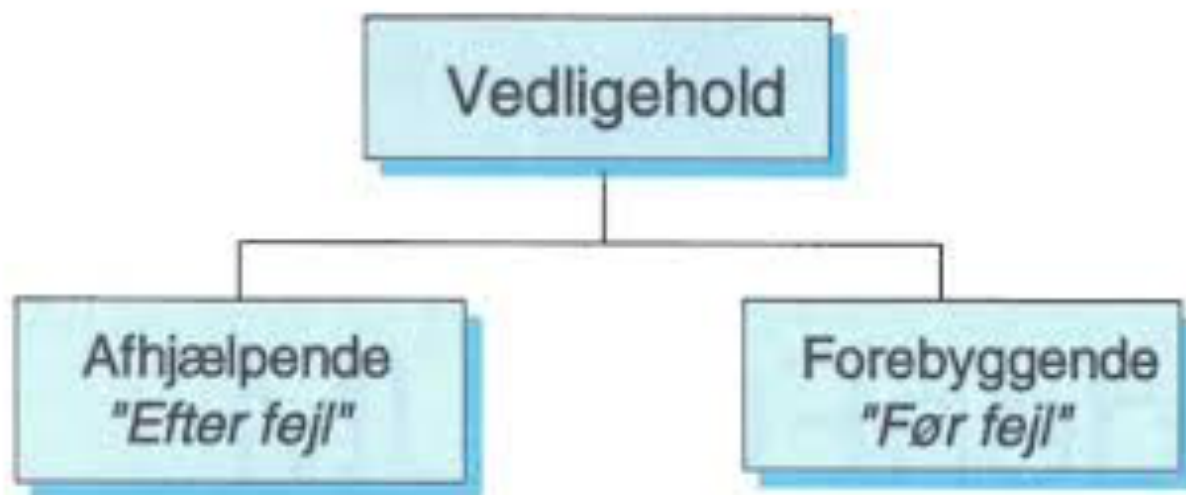 Vedligehold
Afhjælpende
"Efter fejl"
Forebyggende
"Før fejl"